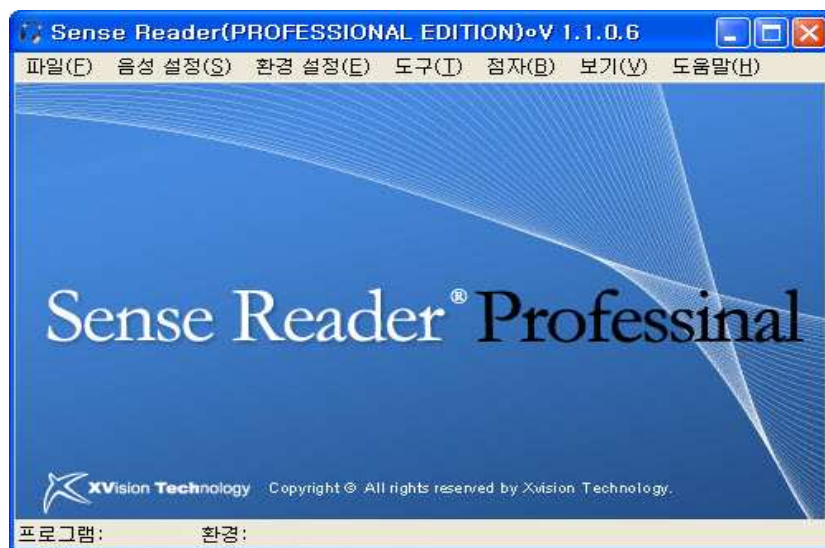 Sense Reader(PROFESSIONAL EDITION)∘V 1.1.0.6
파일(F) 음성 설정(S) 환경 설정(E) 도구(T) 점자(B) 보기(V) 도움말(H)
Sense Reader® Professinal
XVision Technology Copyright © All rights reserved by Xvision Technology.
프로그램: 환경: